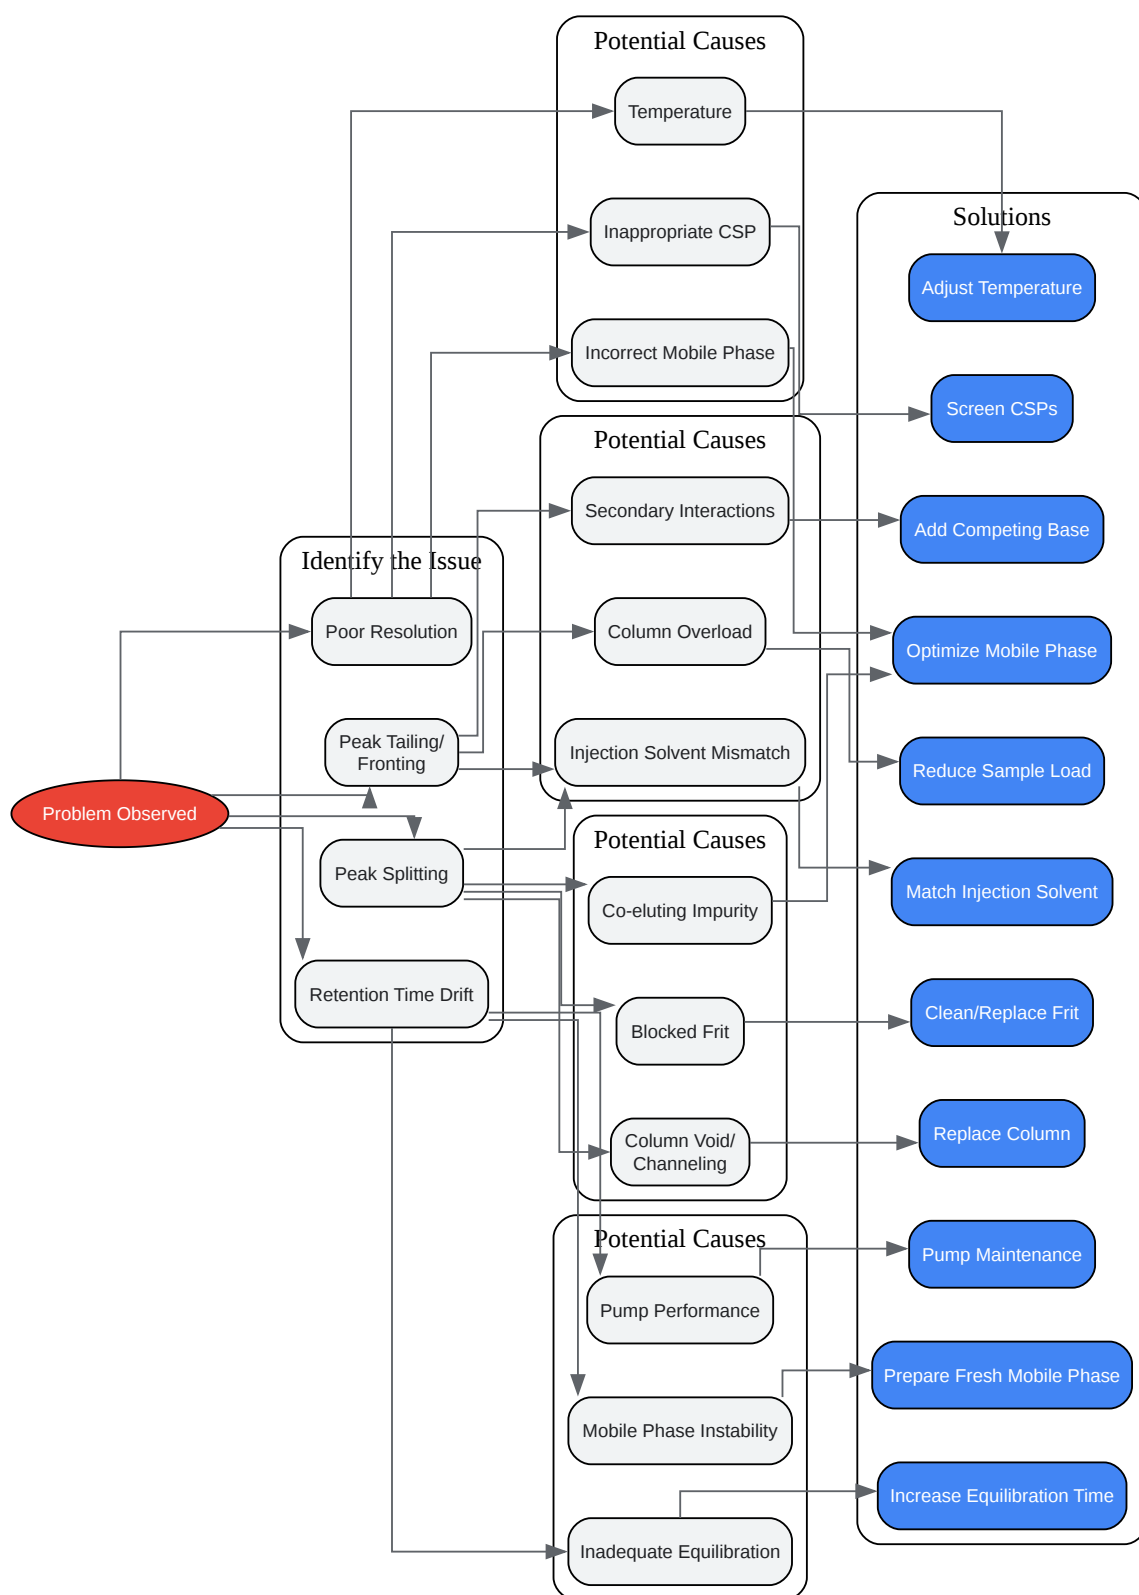 Potential Causes
Temperature
Inappropriate CSP
Incorrect Mobile Phase
Potential Causes
Secondary Interactions
Column Overload
Injection Solvent Mismatch
Identify the Issue
Poor Resolution
Peak Tailing/
Fronting
Peak Splitting
Retention Time Drift
Problem Observed
Potential Causes
Co-eluting Impurity
Blocked Frit
Column Void/
Channeling
Potential Causes
Pump Performance
Mobile Phase Instability
Inadequate Equilibration
Solutions
Adjust Temperature
Screen CSPs
Add Competing Base
Optimize Mobile Phase
Reduce Sample Load
Match Injection Solvent
Clean/Replace Frit
Replace Column
Pump Maintenance
Prepare Fresh Mobile Phase
Increase Equilibration Time